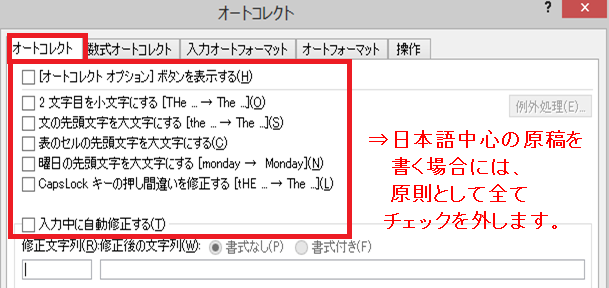 オートコレクト
? ×
オートコレクト 数式オートコレクト 入力オートフォーマット オートフォーマット 操作
[オートコレクト オプション] ボタンを表示する(H)
2 文字目を小文字にする [THe ... → The ...](O)
例外処理(E)...
文の先頭文字を大文字にする [the ... → The ...](S)
表のセルの先頭文字を大文字にする(C)
曜日の先頭文字を大文字にする [monday → Monday](N)
CapsLock キーの押し間違いを修正する [tHE ... → The ...](L)
⇒日本語中心の原稿を
書く場合には、
原則として全て
チェックを外します。
入力中に自動修正する(T)
修正文字列(R):修正後の文字列(W): 書式なし(P) 書式付き(F)